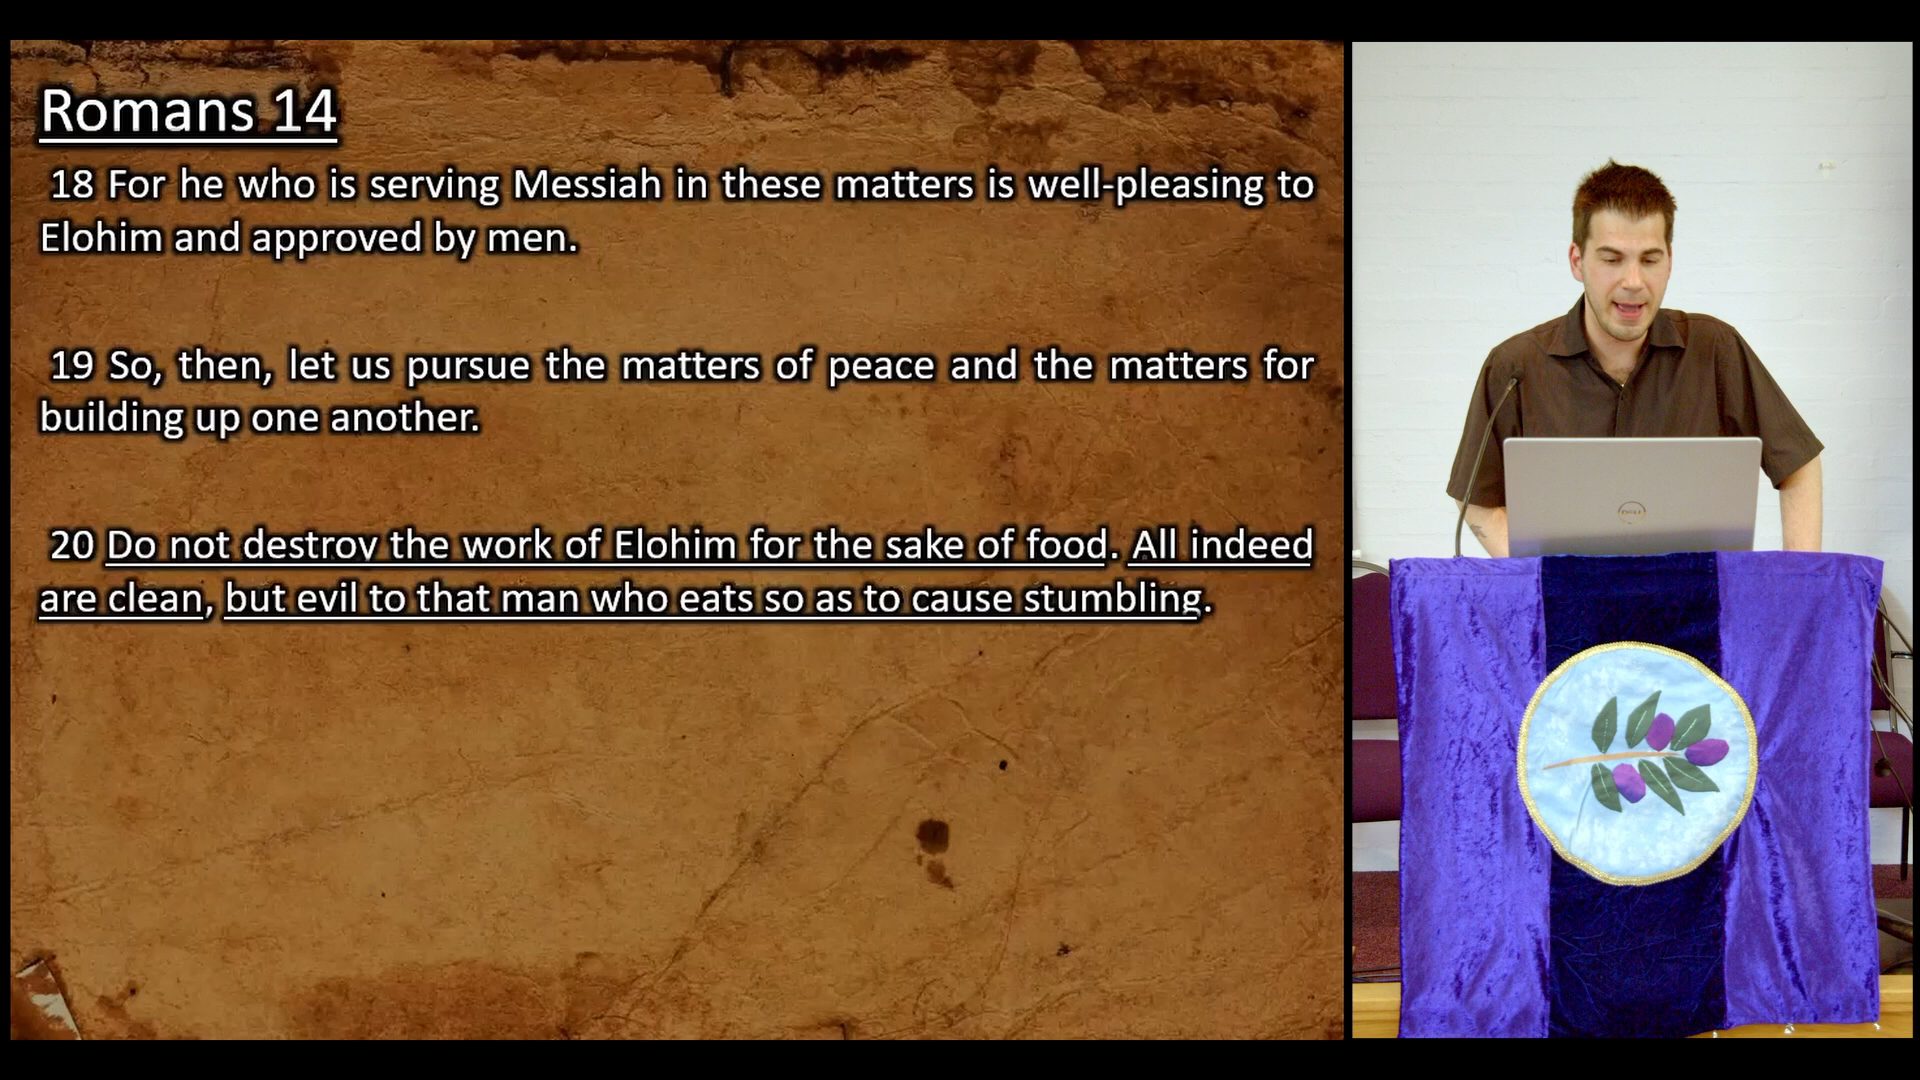 Romans 14
18 For he who is serving Messiah in these matters is well-pleasing to
Elohim and approved by men.
19 So, then, let us pursue the matters of peace and the matters for
building up one another.
20 Do not destroy the work of Elohim for the sake of food. All indeed
are clean, but evil to that man who eats so as to cause stumbling.
DELL